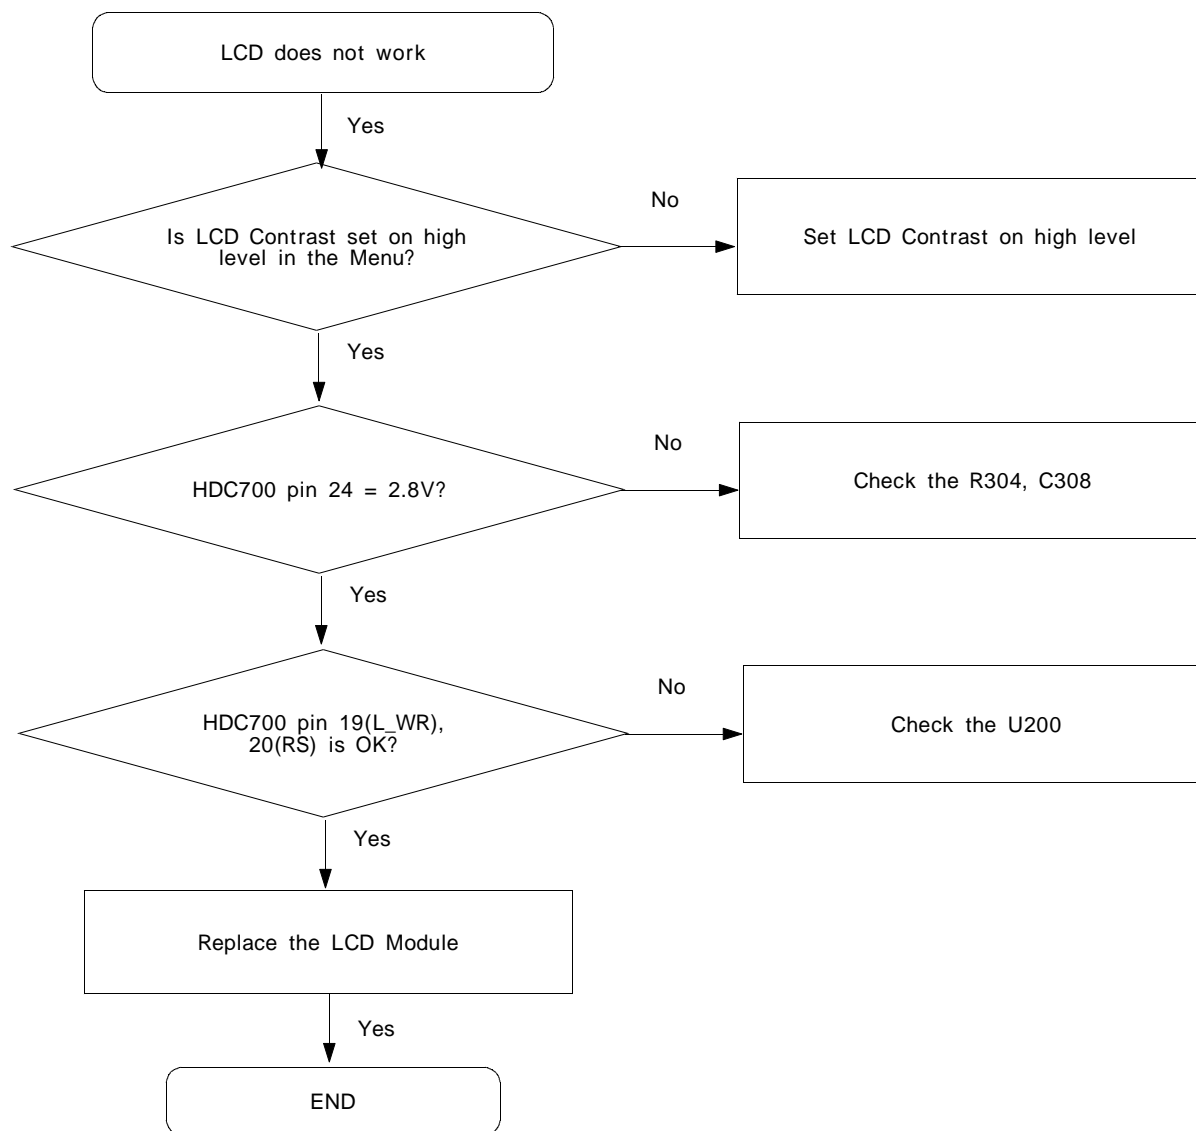 LCD does not work
Yes
Is LCD Contrast set on high
level in the Menu?
No
Set LCD Contrast on high level
Yes
HDC700 pin 24 = 2.8V?
No
Check the R304, C308
Yes
HDC700 pin 19(L_WR),
20(RS) is OK?
No
Check the U200
Yes
Replace the LCD Module
Yes
END